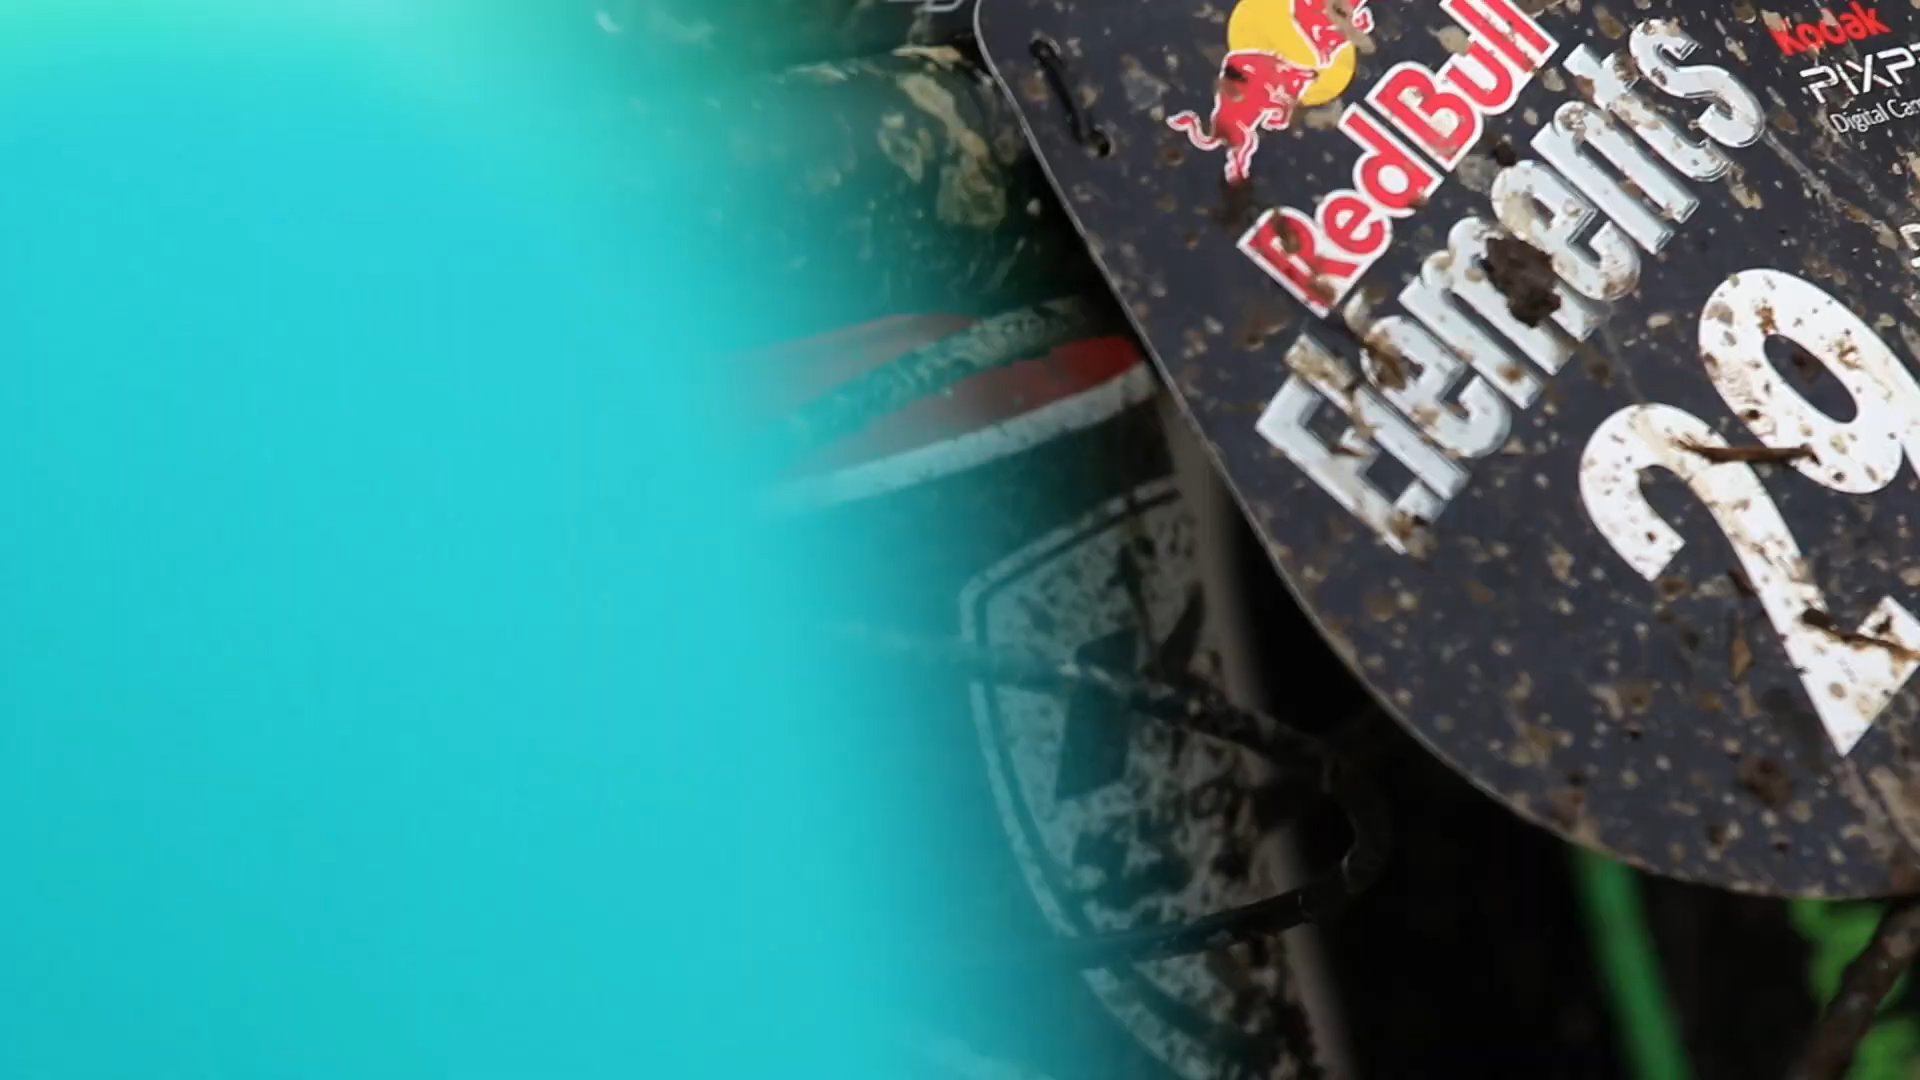 Red Bull
Elements
Kodak
PIXP
Digital Cam
29